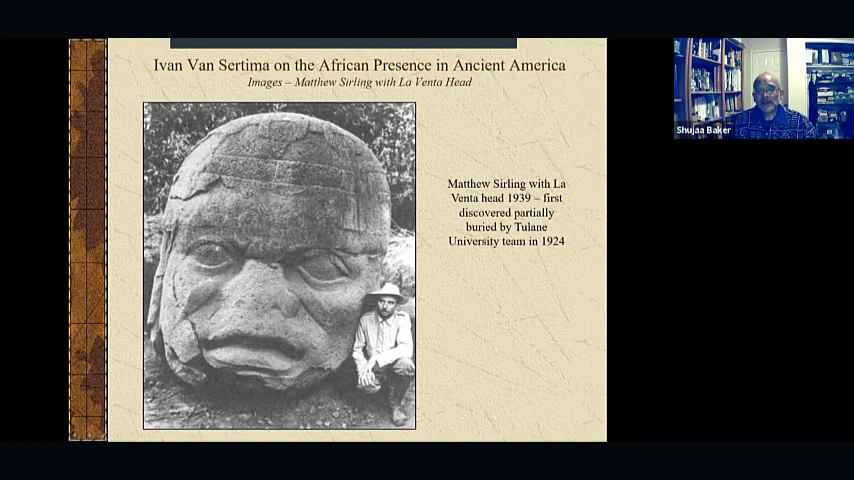 Ivan Van Sertima on the African Presence in Ancient America
Images – Matthew Sirling with La Venta Head
Matthew Sirling with La
Venta head 1939 – first
discovered partially
buried by Tulane
University team in 1924
Shujaa Baker